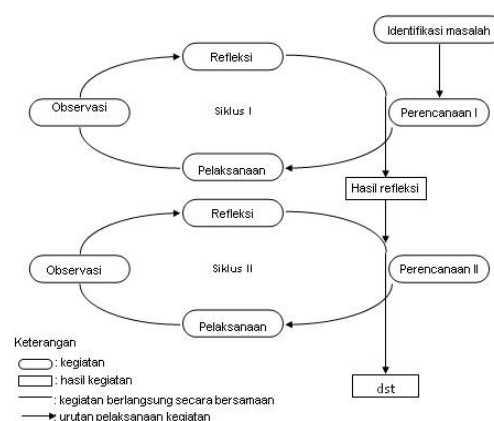 Identifikasi masalah
Refleksi
Observasi
Siklus I
Perencanaan I
Pelaksanaan
Hasil refleksi
Refleksi
Observasi
Siklus II
Perencanaan II
Pelaksanaan
Keterangan
: kegiatan
: hasil kegiatan
: kegiatan berlangsung secara bersamaan
: urutan pelaksanaan kegiatan
dst